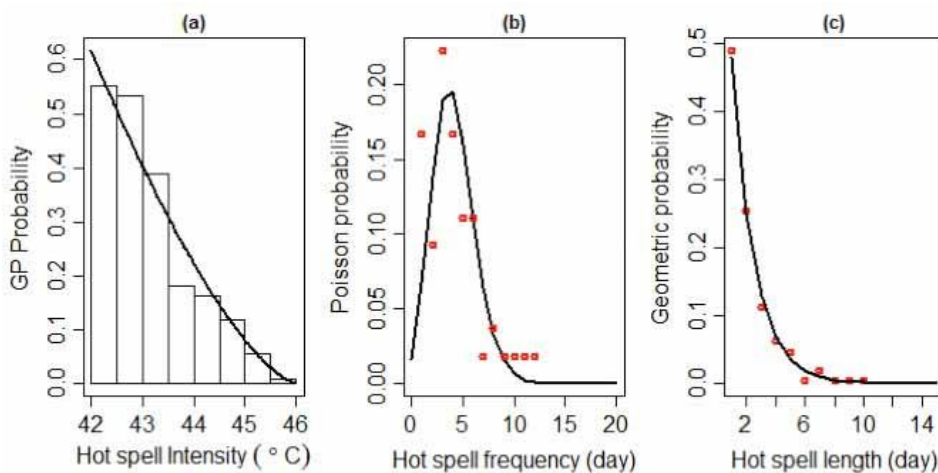 (a)
GP Probability
0.0 0.1 0.2 0.3 0.4 0.5 0.6
42 43 44 45 46
Hot spell Intensity ( ° C)
(b)
Poisson probability
0.00 0.05 0.10 0.15 0.20
0 5 10 15 20
Hot spell frequency (day)
(c)
Geometric probability
0.0 0.1 0.2 0.3 0.4 0.5
2 6 10 14
Hot spell length (day)